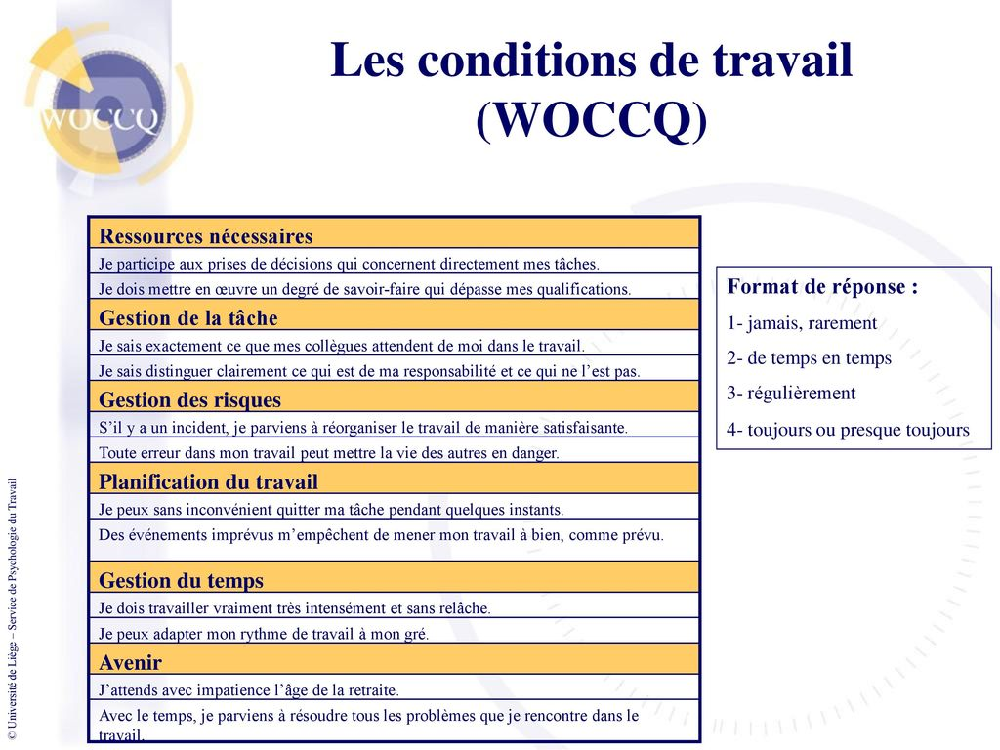 Les conditions de travail
(WOCCQ)
WOCCQ
Ressources nécessaires
Je participe aux prises de décisions qui concernent directement mes tâches.
Je dois mettre en œuvre un degré de savoir-faire qui dépasse mes qualifications.
Gestion de la tâche
Je sais exactement ce que mes collègues attendent de moi dans le travail.
Je sais distinguer clairement ce qui est de ma responsabilité et ce qui ne l’est pas.
Gestion des risques
S’il y a un incident, je parviens à réorganiser le travail de manière satisfaisante.
Toute erreur dans mon travail peut mettre la vie des autres en danger.
Planification du travail
Je peux sans inconvénient quitter ma tâche pendant quelques instants.
Des événements imprévus m’empêchent de mener mon travail à bien, comme prévu.
Gestion du temps
Je dois travailler vraiment très intensément et sans relâche.
Je peux adapter mon rythme de travail à mon gré.
Avenir
J’attends avec impatience l’âge de la retraite.
Avec le temps, je parviens à résoudre tous les problèmes que je rencontre dans le
travail.
Format de réponse :
1- jamais, rarement
2- de temps en temps
3- régulièrement
4- toujours ou presque toujours
© Université de Liège – Service de Psychologie du Travail